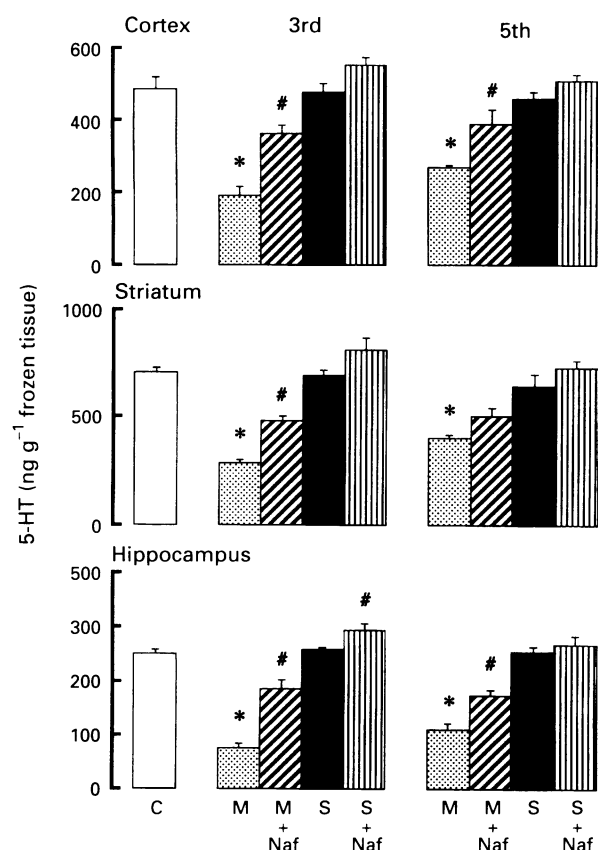 Cortex 3rd 5th
600
400
200
0
* # * #
Striatum
1000
500
0
* # *
Hippocampus
500
300
200
100
0
* # # * #
C M M + Naf S S + Naf M M + Naf S S + Naf
5-HT (ng g⁻¹ frozen tissue)